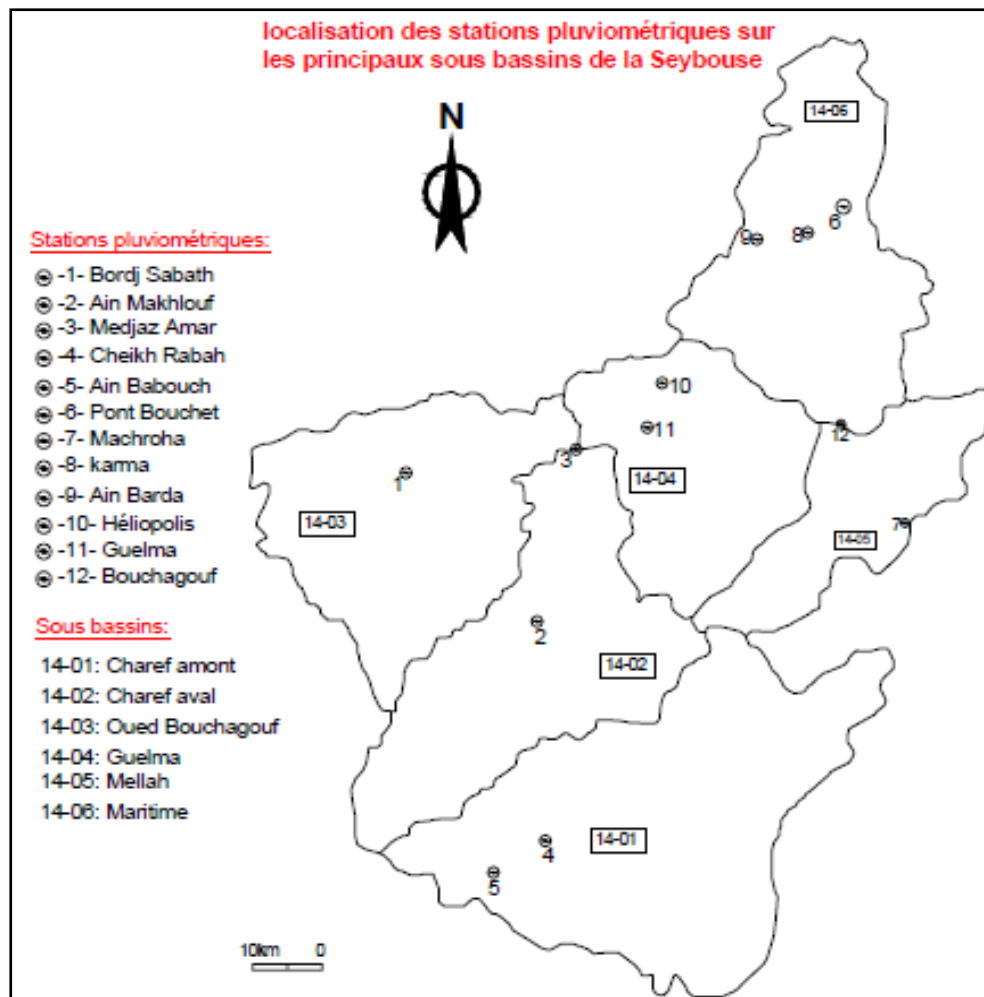 localisation des stations pluviométriques sur
les principaux sous bassins de la Seybouse
N
Stations pluviométriques:
-1- Bordj Sabath
-2- Ain Makhlouf
-3- Medjaz Amar
-4- Cheikh Rabah
-5- Ain Babouch
-6- Pont Bouchet
-7- Machroha
-8- karma
-9- Ain Barda
-10- Héliopolis
-11- Guelma
-12- Bouchagouf
Sous bassins:
14-01: Charef amont
14-02: Charef aval
14-03: Oued Bouchagouf
14-04: Guelma
14-05: Mellah
14-06: Maritime
14-06
6
8
9
10
11
12
3
14-04
1
14-03
7
14-05
2
14-02
4
14-01
5
10km 0